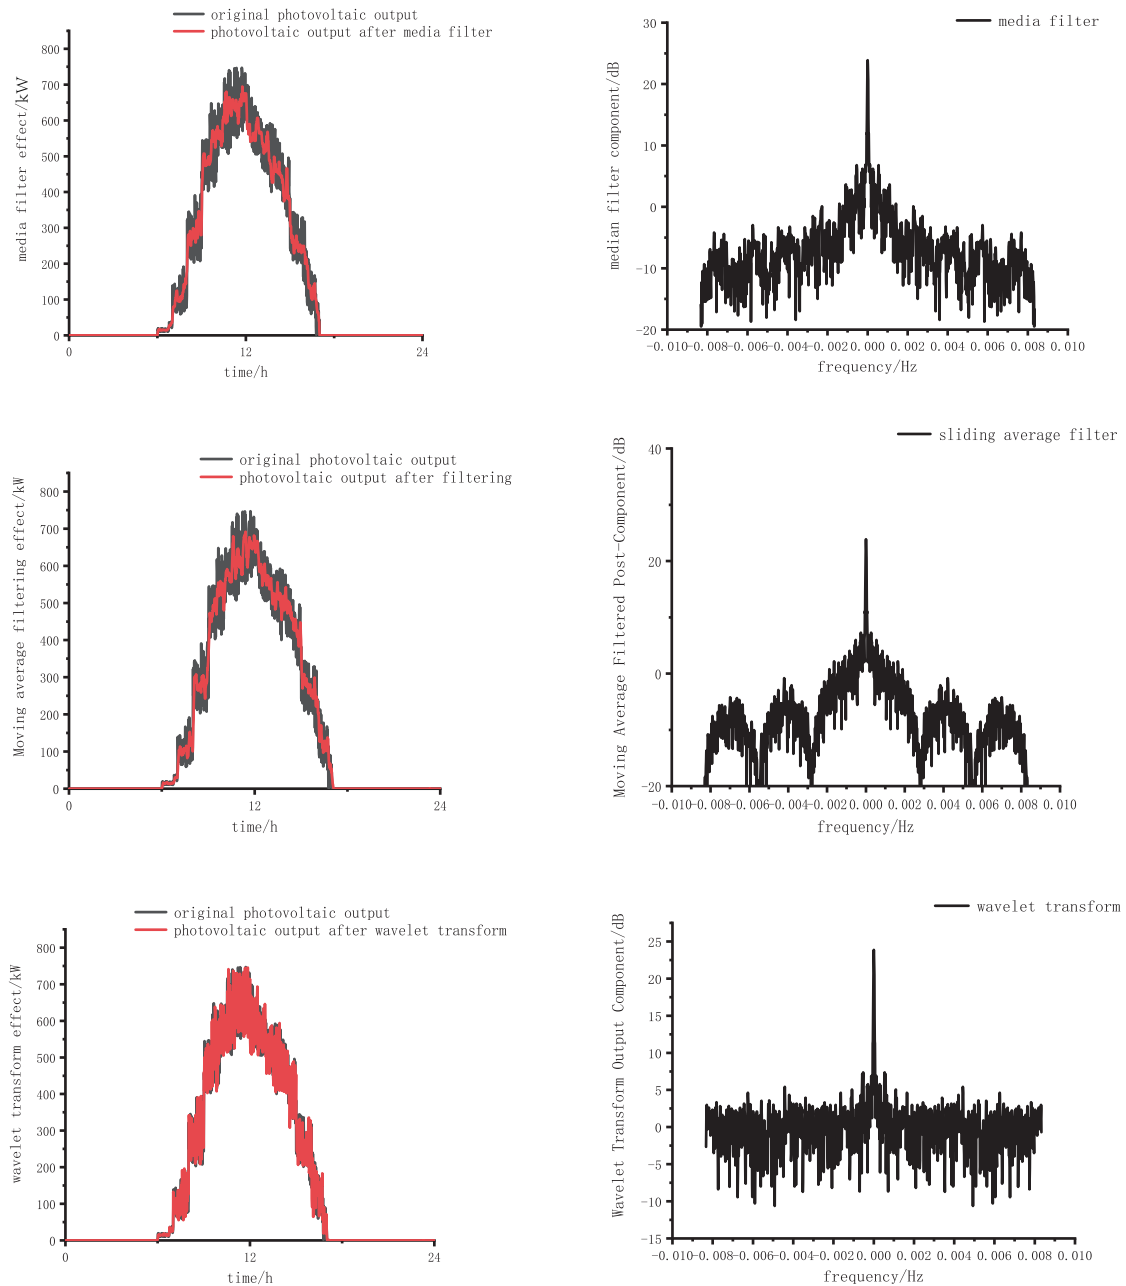 original photovoltaic output
photovoltaic output after media filter
media filter effect/kW
800
700
600
500
400
300
200
100
0
0 12 24
time/h
media filter
median filter component/dB
30
20
10
0
-10
-20
-0.010-0.008-0.006-0.004-0.002 0.000 0.002 0.004 0.006 0.008 0.010
frequency/Hz
original photovoltaic output
photovoltaic output after filtering
Moving average filtering effect/kW
800
700
600
500
400
300
200
100
0
0 12 24
time/h
sliding average filter
Moving Average Filtered Post-Component/dB
40
20
0
-20
-0.010-0.008-0.006-0.004-0.002 0.000 0.002 0.004 0.006 0.008 0.010
frequency/Hz
original photovoltaic output
photovoltaic output after wavelet transform
wavelet transform effect/kW
800
700
600
500
400
300
200
100
0
0 12 24
time/h
wavelet transform
Wavelet Transform Output Component/dB
25
20
15
10
5
0
-5
-10
-15
-0.010-0.008-0.006-0.004-0.002 0.000 0.002 0.004 0.006 0.008 0.010
frequency/Hz